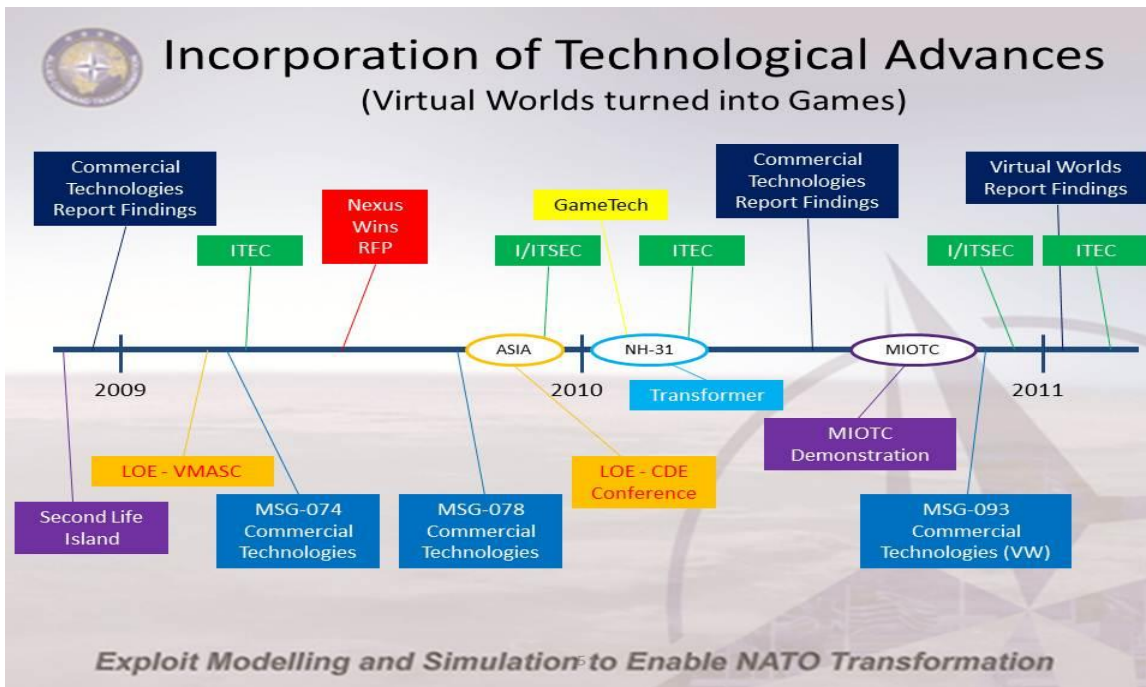 Incorporation of Technological Advances
(Virtual Worlds turned into Games)
Commercial
Technologies
Report Findings
ITEC
Nexus
Wins
RFP
I/ITSEC
GameTech
ITEC
Commercial
Technologies
Report Findings
I/ITSEC
Virtual Worlds
Report Findings
ITEC
ASIA
NH-31
MIOTC
2009
2010
2011
Second Life
Island
LOE - VMASC
MSG-074
Commercial
Technologies
MSG-078
Commercial
Technologies
LOE - CDE
Conference
Transformer
MIOTC
Demonstration
MSG-093
Commercial
Technologies (VW)
Exploit Modelling and Simulation to Enable NATO Transformation